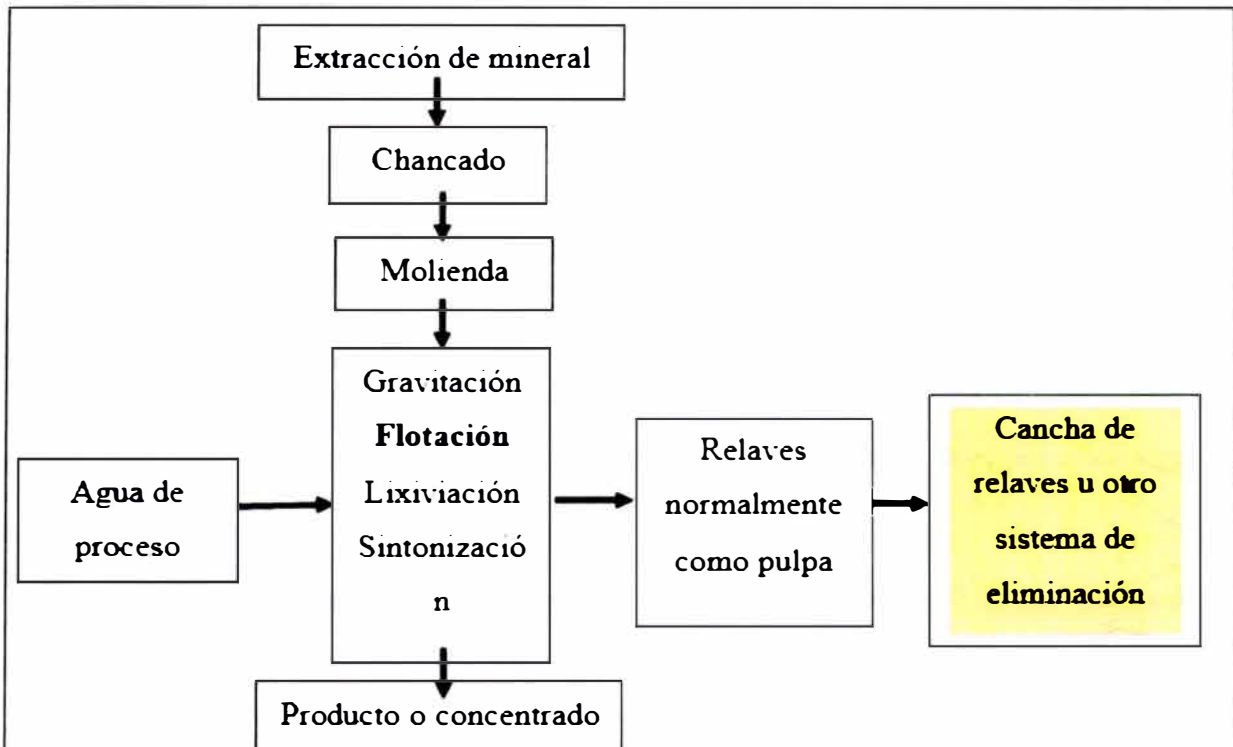 Extracción de mineral
Chancado
Molienda
Gravitación
Flotación
Lixiviación
Sintonizació
n
Agua de
proceso
Relaves
normalmente
como pulpa
Cancha de
relaves u otro
sistema de
eliminación
Producto o concentrado